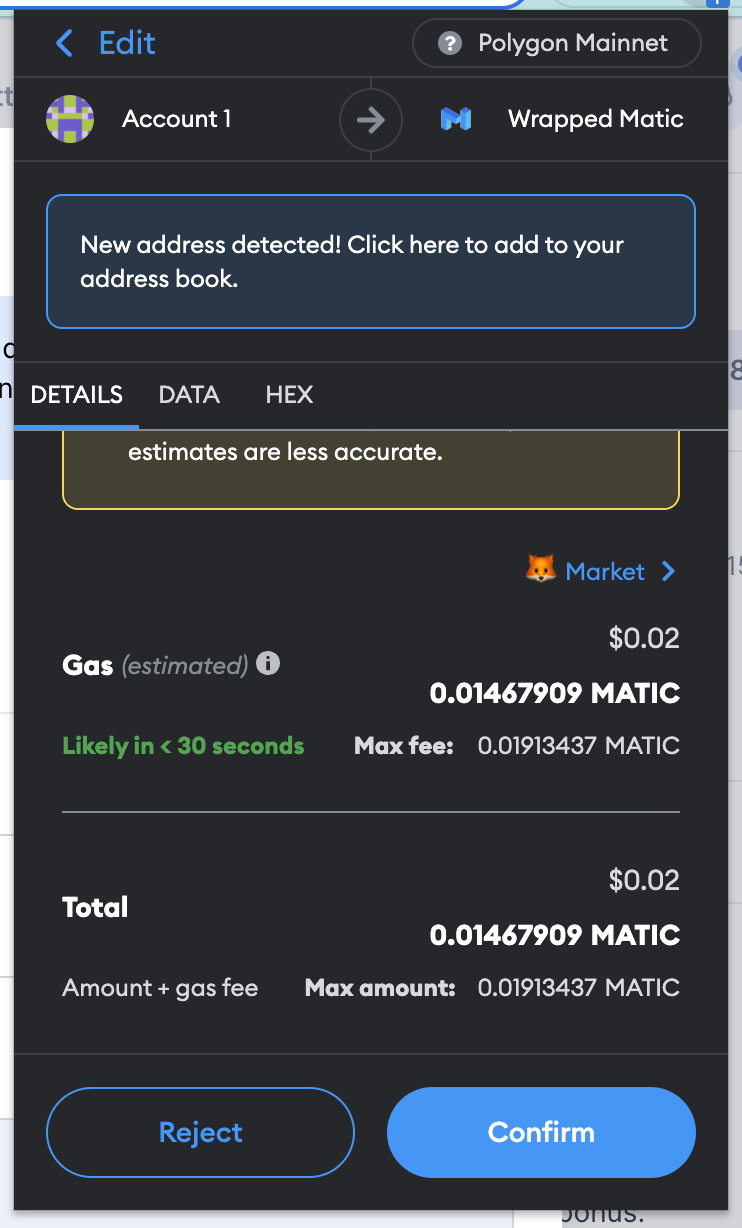 Edit
Polygon Mainnet
Account 1
Wrapped Matic
New address detected! Click here to add to your
address book.
DETAILS DATA HEX
estimates are less accurate.
Market
$0.02
Gas (estimated)
0.01467909 MATIC
Likely in < 30 seconds Max fee: 0.01913437 MATIC
$0.02
Total
0.01467909 MATIC
Amount + gas fee Max amount: 0.01913437 MATIC
Reject
Confirm
bonus.